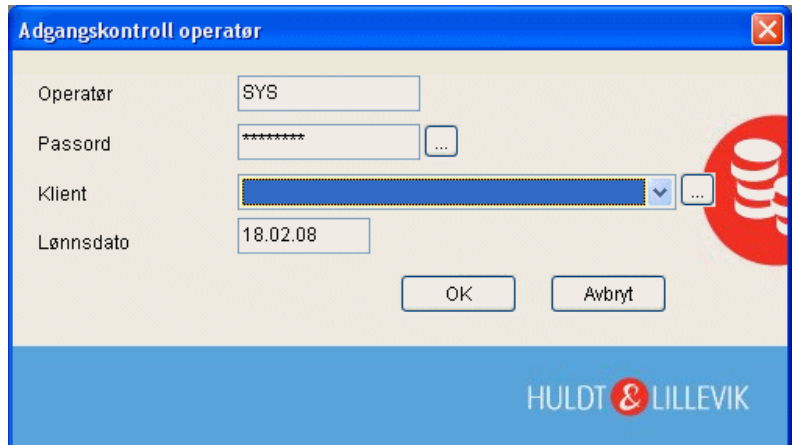 Adgangskontroll operatør
Operatør SYS
Passord ******** ...
Klient ...
Lønnsdato 18.02.08
OK Avbryt
HULDT & LILLEVIK